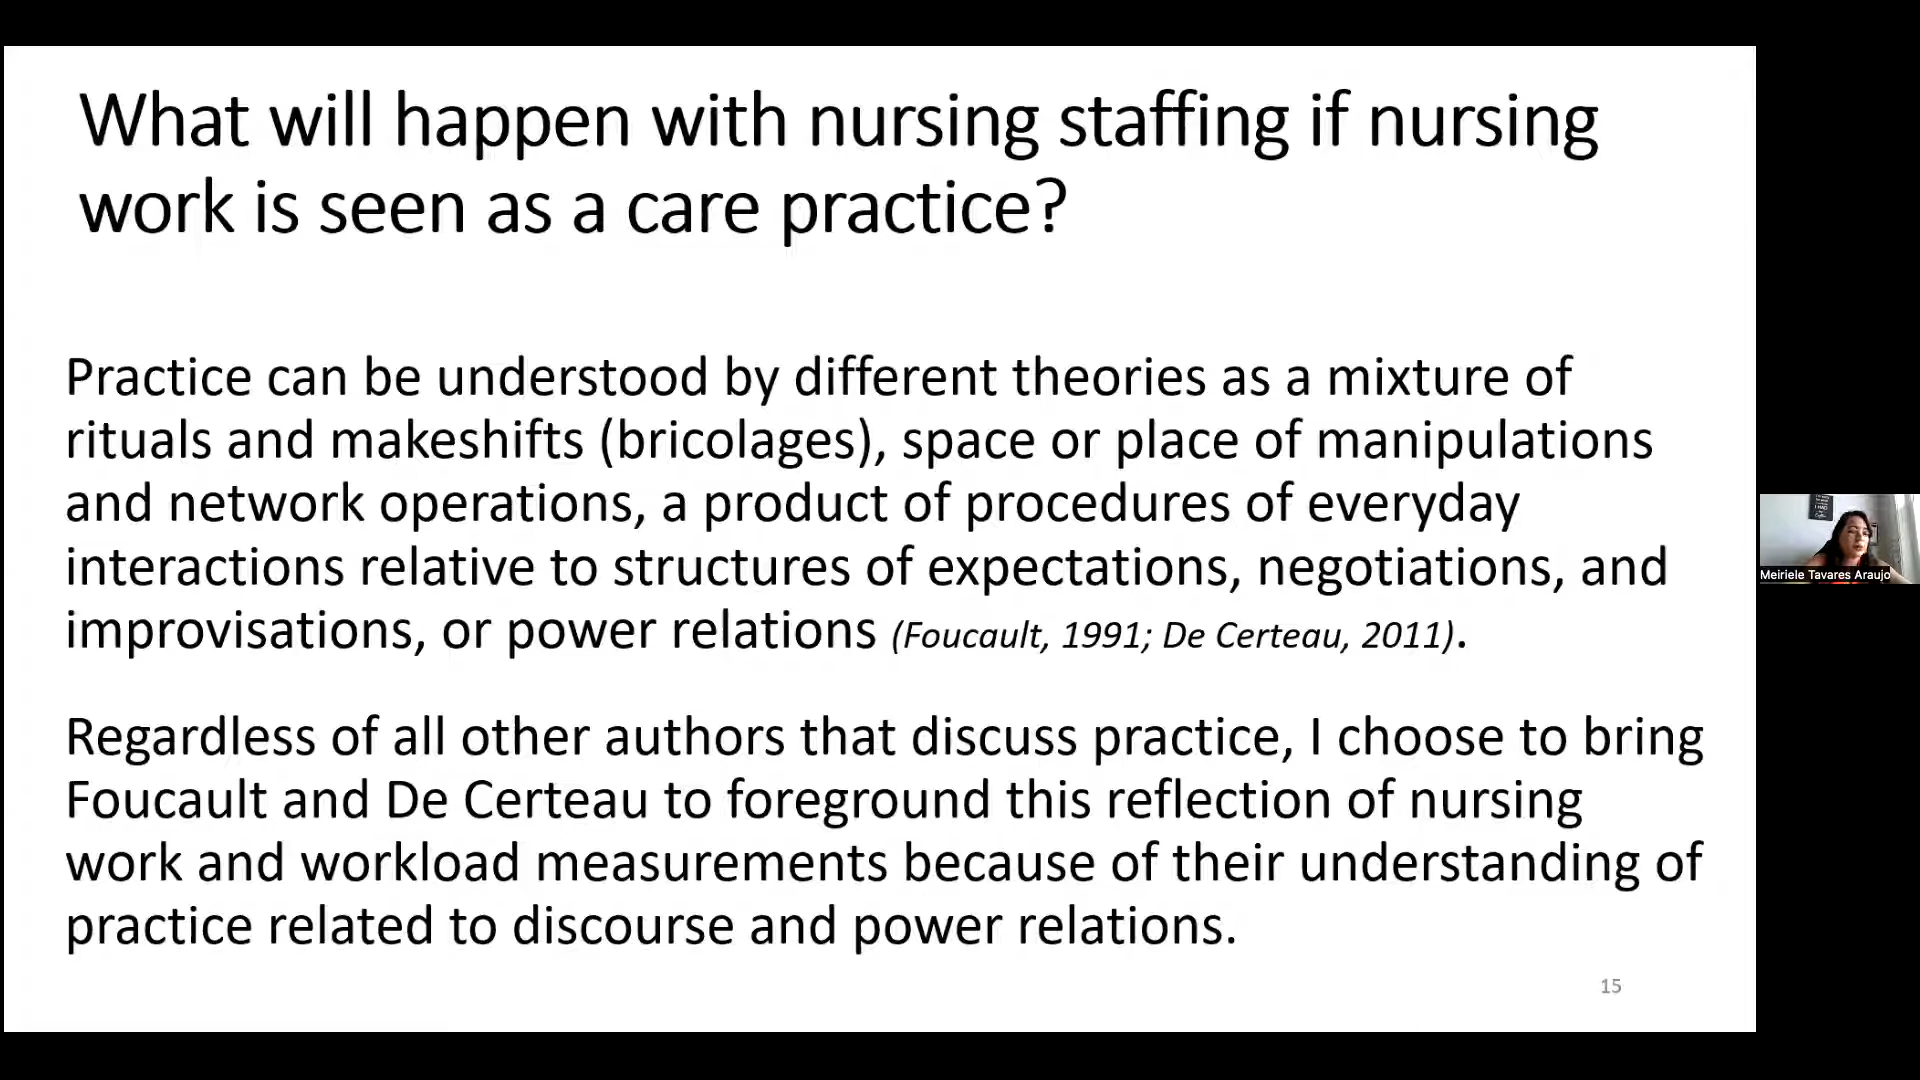 What will happen with nursing staffing if nursing
work is seen as a care practice?
Practice can be understood by different theories as a mixture of
rituals and makeshifts (bricolages), space or place of manipulations
and network operations, a product of procedures of everyday
interactions relative to structures of expectations, negotiations, and
improvisations, or power relations (Foucault, 1991; De Certeau, 2011).
Regardless of all other authors that discuss practice, I choose to bring
Foucault and De Certeau to foreground this reflection of nursing
work and workload measurements because of their understanding of
practice related to discourse and power relations.
15
Meiriele Tavares Araujo